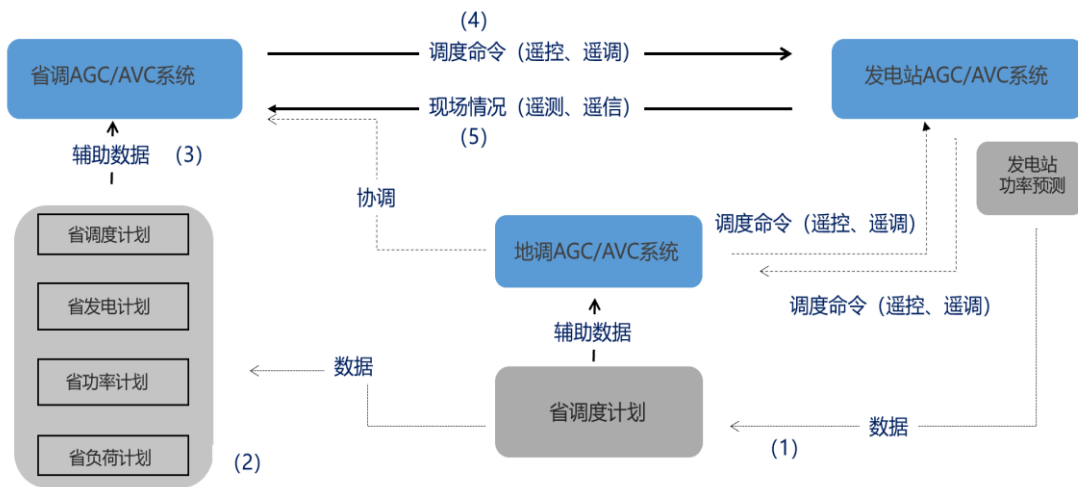 (4)
省调AGC/AVC系统
调度命令（遥控、遥调）
发电站AGC/AVC系统
现场情况（遥测、遥信）
(5)
辅助数据 (3)
发电站
功率预测
协调
省调度计划
地调AGC/AVC系统
调度命令（遥控、遥调）
省发电计划
调度命令（遥控、遥调）
辅助数据
数据
省功率计划
省调度计划
数据
(1)
省负荷计划
(2)